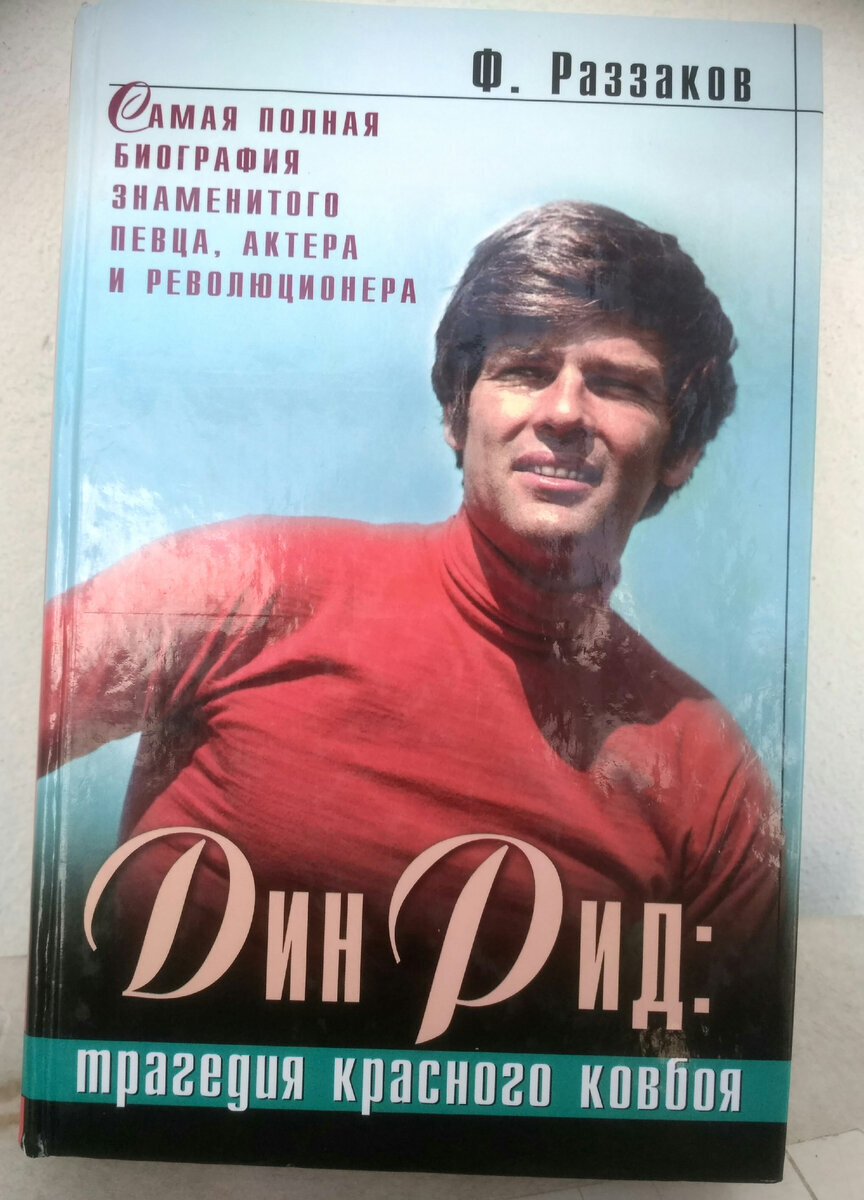 Ф. Раззаков
Самая полная
биография
знаменитого
певца, актера
и революционера
Дин Рид:
трагедия красного ковбоя